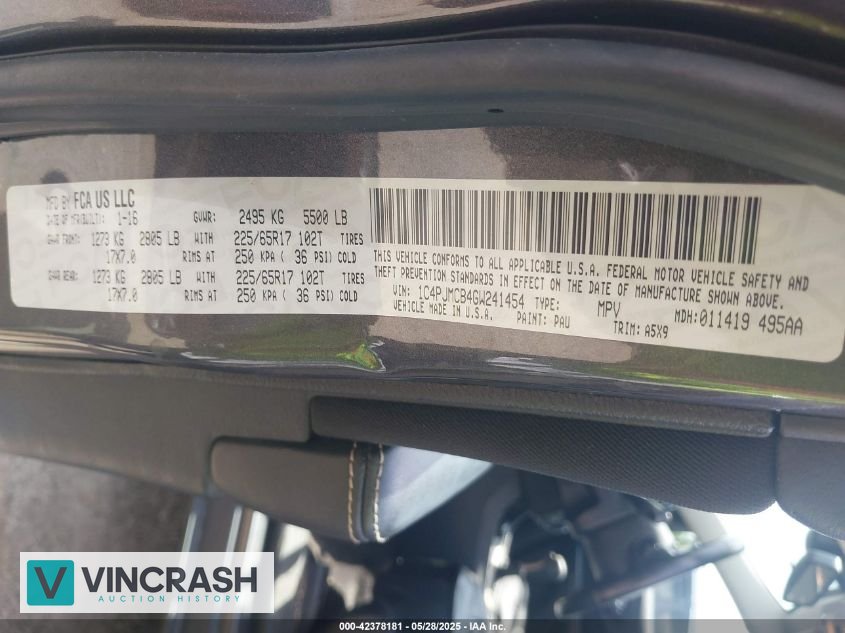 MFD BY FCA US LLC
DATE OF MFR(BUILT): 1-16 GVWR: 2495 KG 5500 LB
GAWR FRONT: 1273 KG 2805 LB WITH 225/65R17 102T TIRES
17X7.0 RIMS AT 250 KPA ( 36 PSI) COLD
GAWR REAR: 1273 KG 2805 LB WITH 225/65R17 102T TIRES
17X7.0 RIMS AT 250 KPA ( 36 PSI) COLD
THIS VEHICLE CONFORMS TO ALL APPLICABLE U.S.A. FEDERAL MOTOR VEHICLE SAFETY AND
THEFT PREVENTION STANDARDS IN EFFECT ON THE DATE OF MANUFACTURE SHOWN ABOVE.
VIN: 1C4PJMCB4GW241454 TYPE: MPV MDH: 011419 495AA
VEHICLE MADE IN U.S.A. PAINT: PAU TRIM: A5X9
V VINCRASH
AUCTION HISTORY
000-42378181 - 05/28/2025 - IAA Inc.